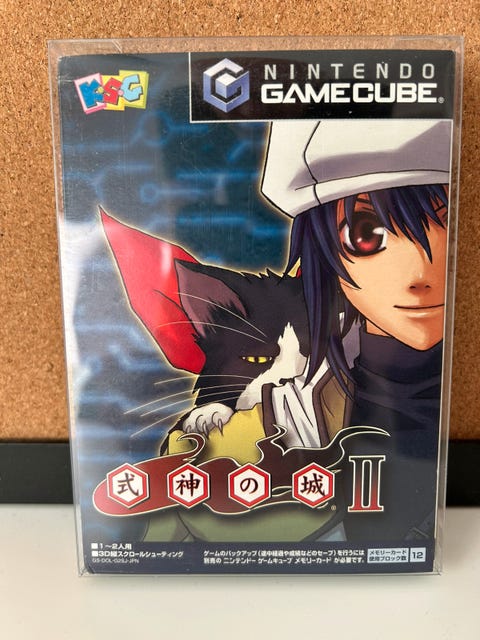 K.S.G
NINTENDO
GAMECUBE®
式神の城 II
®
■1〜2人用
■3D縦スクロールシューティング
GS-DOL-G2SJ-JPN
ゲームのバックアップ(途中経過や成績などのセーブ)を行うには
別売の ニンテンドーゲームキューブ メモリーカード が必要です。
メモリーカード
使用ブロック数
12